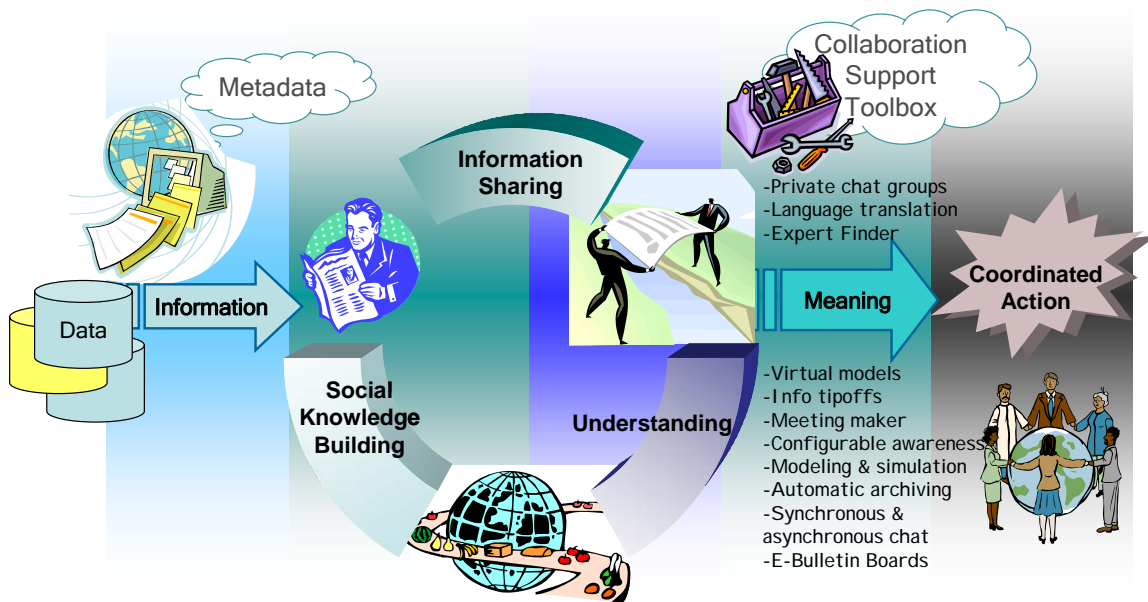 Metadata
Collaboration
Support
Toolbox
Information
Sharing
-Private chat groups
-Language translation
-Expert Finder
Data
Information
Meaning
Coordinated
Action
Social
Knowledge
Building
Understanding
-Virtual models
-Info tipoffs
-Meeting maker
-Configurable awareness
-Modeling & simulation
-Automatic archiving
-Synchronous &
asynchronous chat
-E-Bulletin Boards